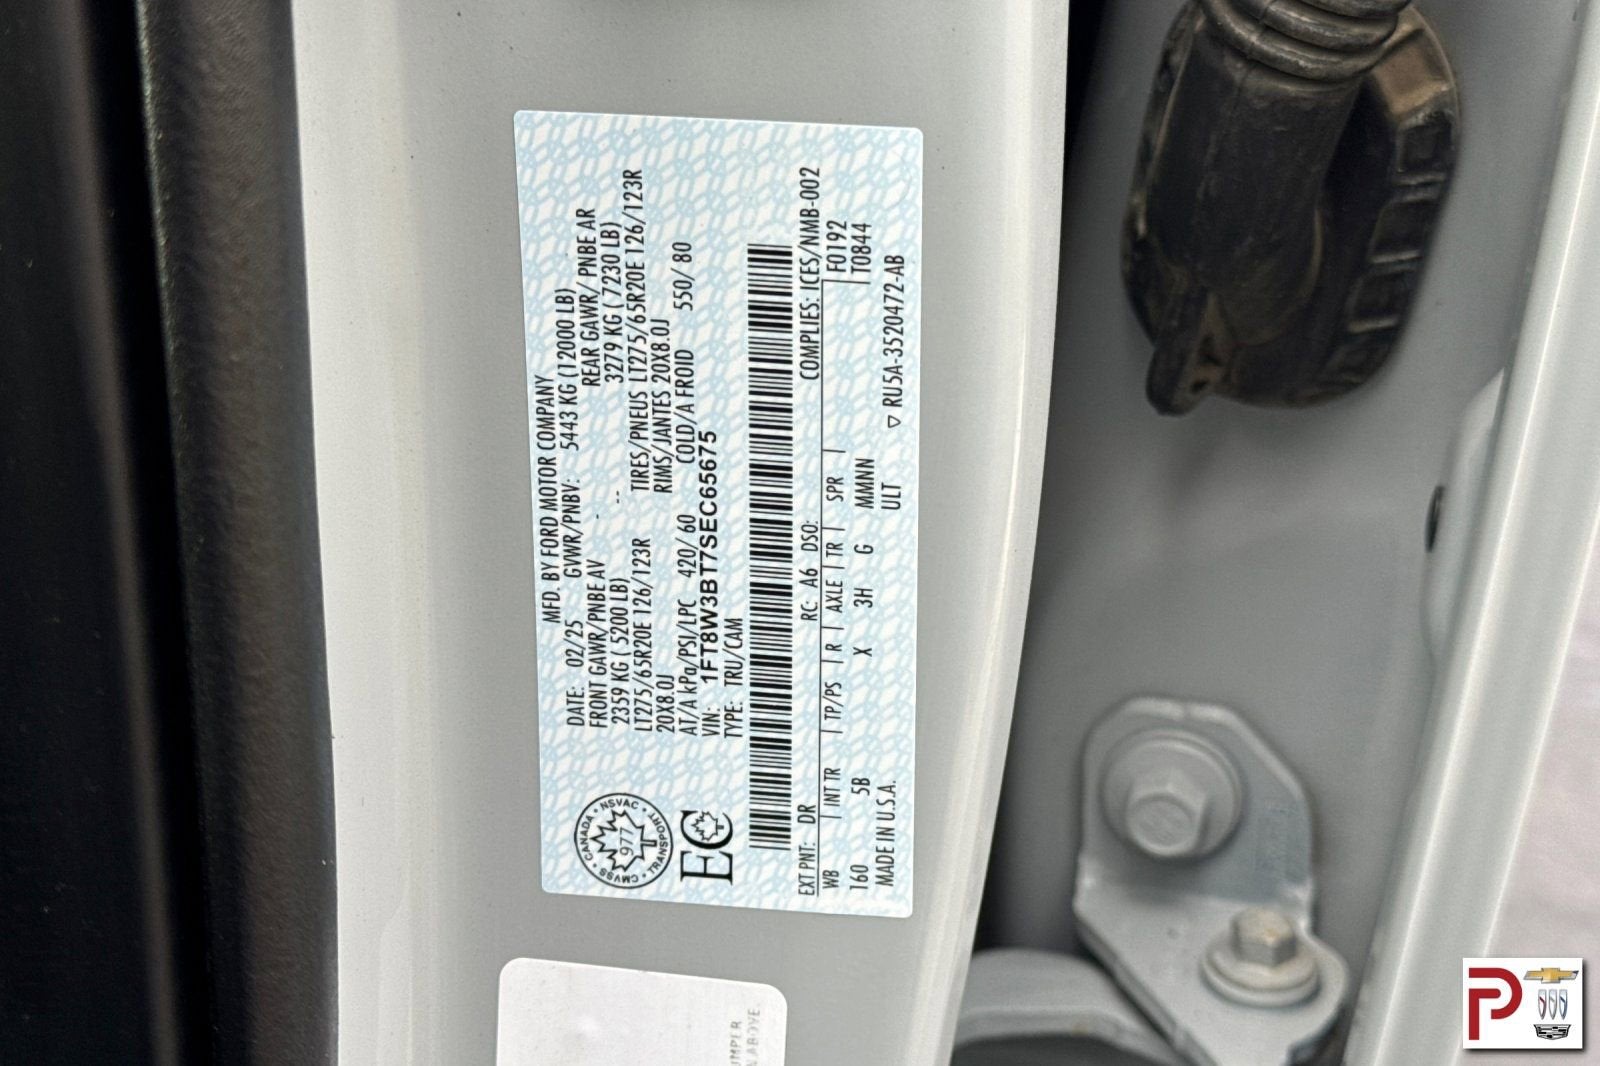 MFD. BY FORD MOTOR COMPANY
DATE: 02/25 GVWR/PNBV: 5443 KG (12000 LB)
FRONT GAWR/PNBE AV - REAR GAWR/ PNBE AR
2359 KG ( 5200 LB) -- 3279 KG ( 7230 LB)
LT275/65R20E 126/123R TIRES/PNEUS LT275/65R20E 126/123R
20X8.0J RIMS/JANTES 20X8.0J
AT/A kPa/PSI/LPC 420/ 60 COLD/A FROID 550/ 80
VIN: 1FT8W3BT7SEC65675
TYPE: TRU/CAM
CANADA • NSVAC • TRANSPORT • CMVSS •
977
EC
COMPLIES: ICES/NMB-002
EXT PNT: DR RC: A6 DSO: F0192
WB | INT TR | TP/PS | R | AXLE | TR | SPR | T0844
160 5B X 3H G MMNN
MADE IN U.S.A. ULT ▽ RU5A-3520472-AB
ABOVE
P